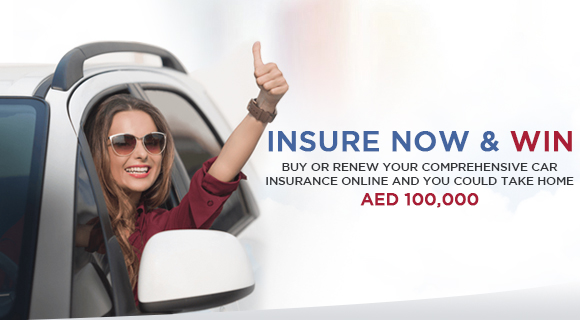 INSURE NOW & WIN
BUY OR RENEW YOUR COMPREHENSIVE CAR
INSURANCE ONLINE AND YOU COULD TAKE HOME
AED 100,000